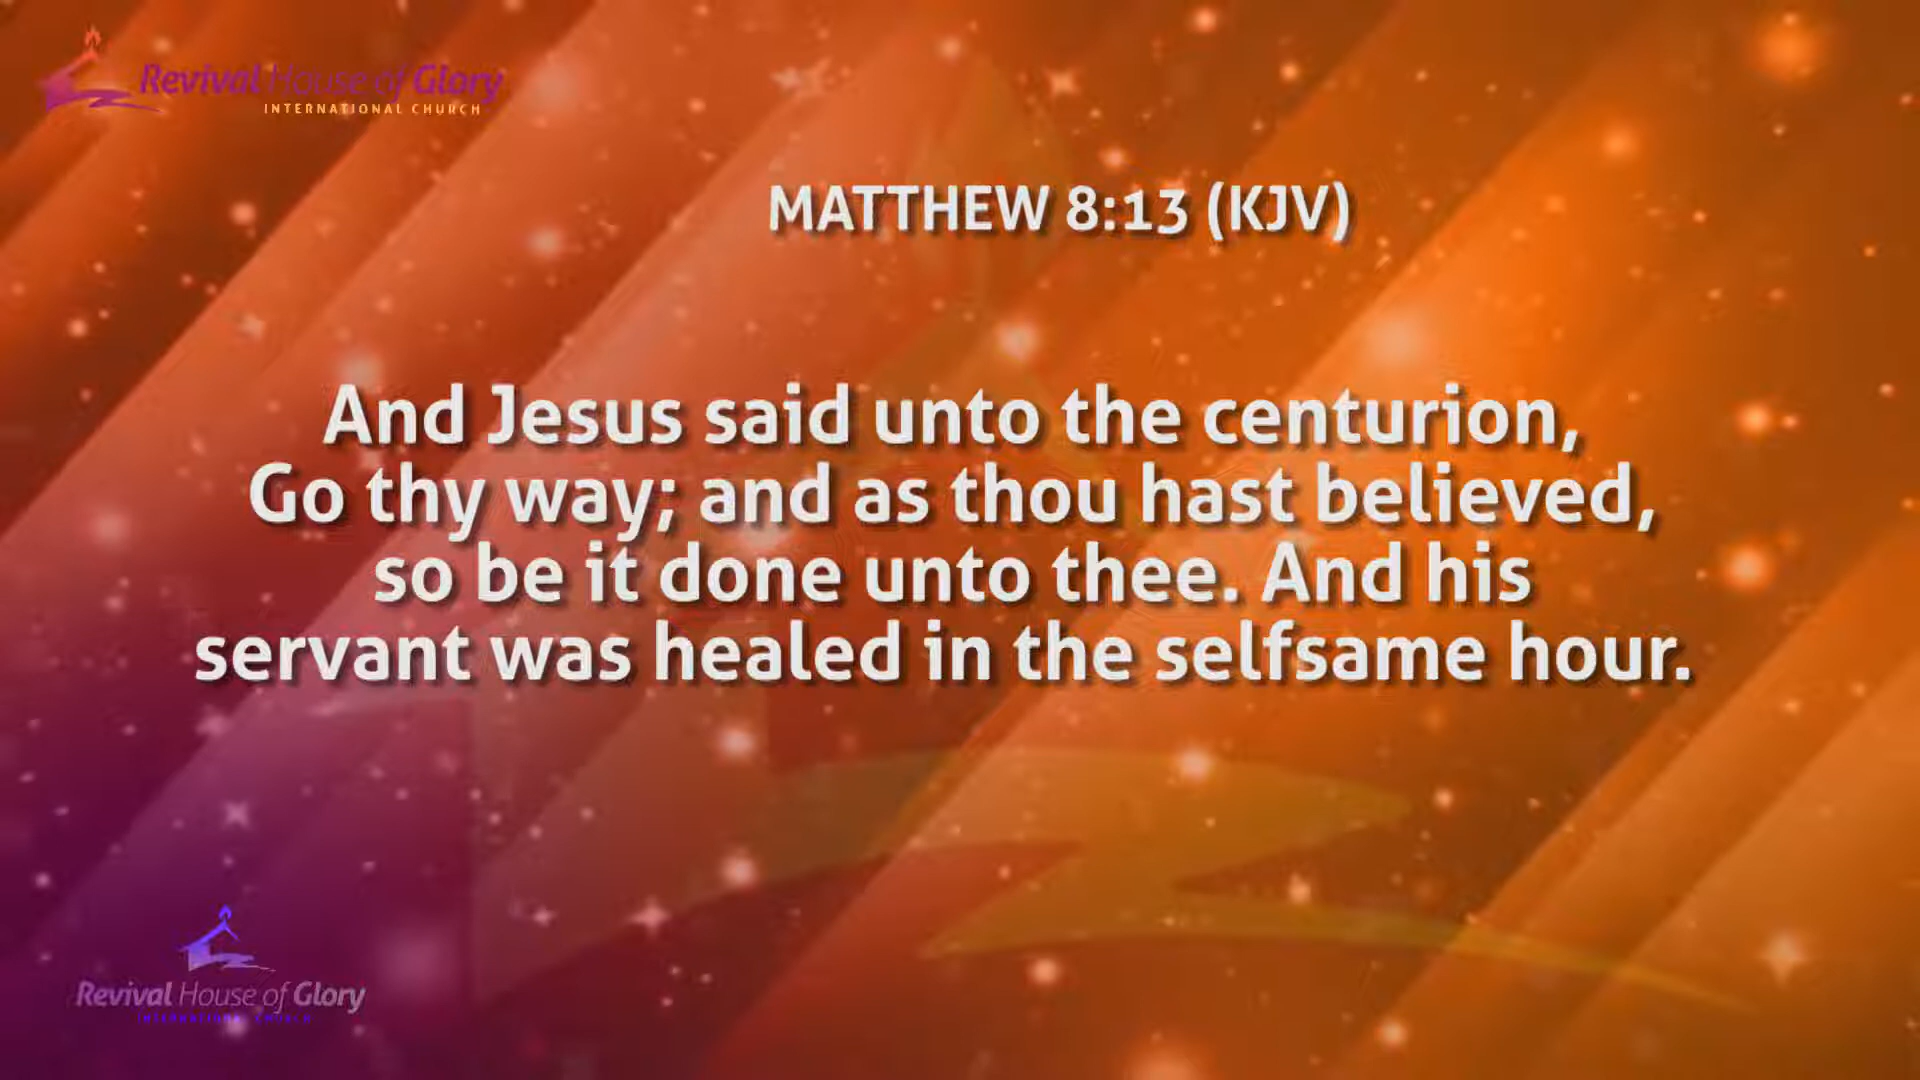 Revival House of Glory
INTERNATIONAL CHURCH
MATTHEW 8:13 (KJV)
And Jesus said unto the centurion,
Go thy way; and as thou hast believed,
so be it done unto thee. And his
servant was healed in the selfsame hour.
Revival House of Glory
INTERNATIONAL CHURCH